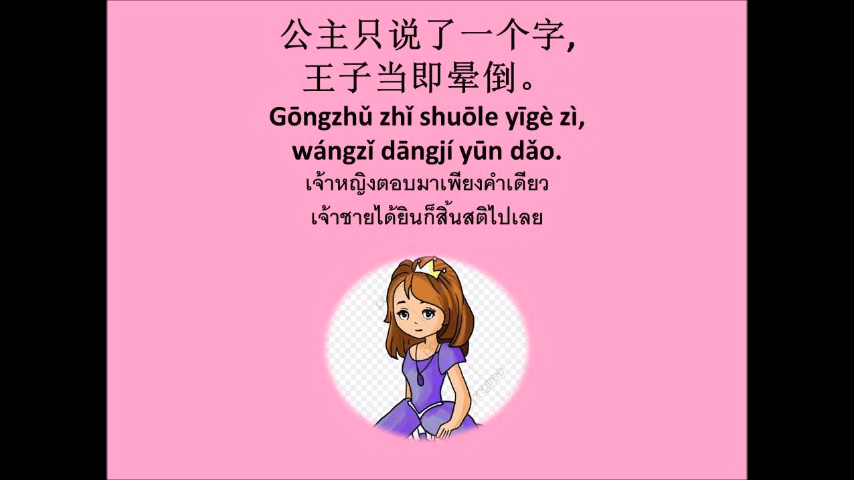 公主只说了一个字,
王子当即晕倒。
Gōngzhǔ zhǐ shuōle yīgè zì,
wángzǐ dāngjí yūn dǎo.
เจ้าหญิงตอบมาเพียงคำเดียว
เจ้าชายได้ยินก็สิ้นสติไปเลย